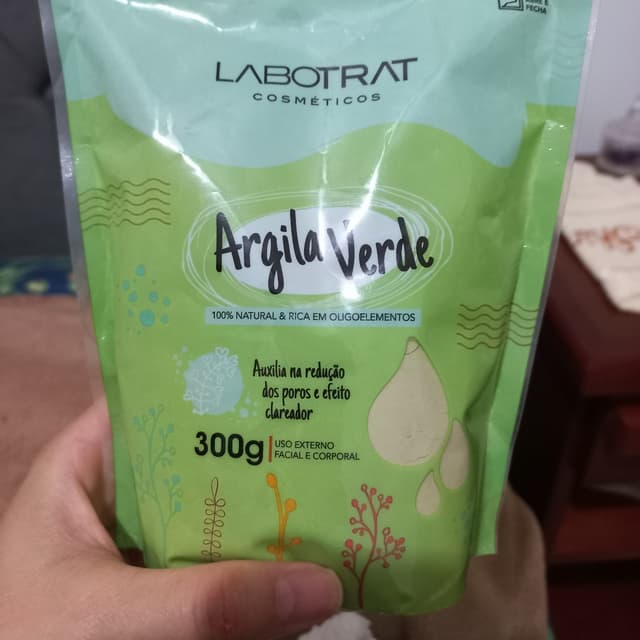 FECHA
LABOTRAT
COSMÉTICOS
Argila Verde
100% NATURAL & RICA EM OLIGOELEMENTOS
Auxilia na redução
dos poros e efeito
clareador
300g
USO EXTERNO
FACIAL E CORPORAL